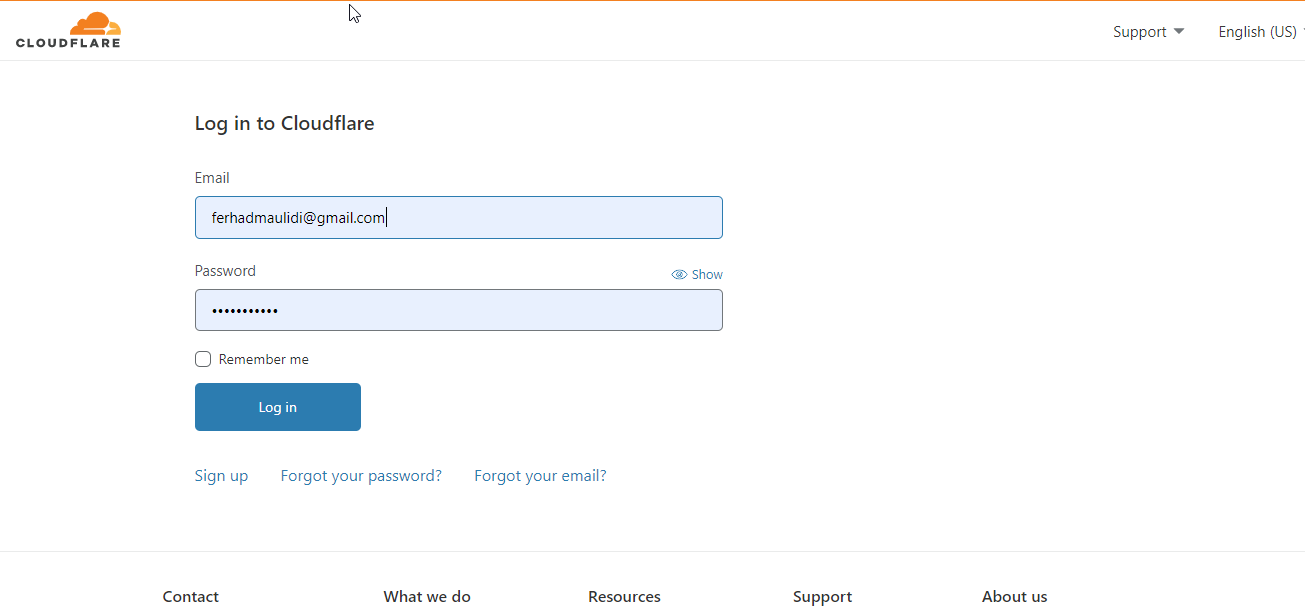 CLOUDFLARE
Support English (US)
Log in to Cloudflare
Email
ferhadmaulidi@gmail.com
Password Show
•••••••••••
Remember me
Log in
Sign up Forgot your password? Forgot your email?
Contact What we do Resources Support About us